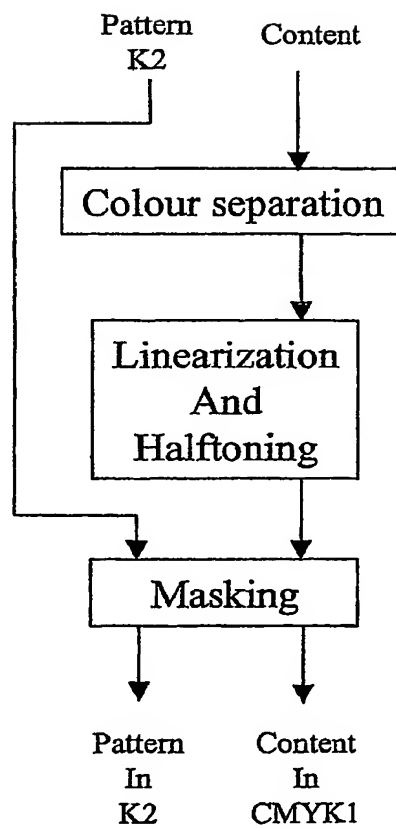 Pattern
K2
Content
Colour separation
Linearization
And
Halftoning
Masking
Pattern
In
K2
Content
In
CMYK1